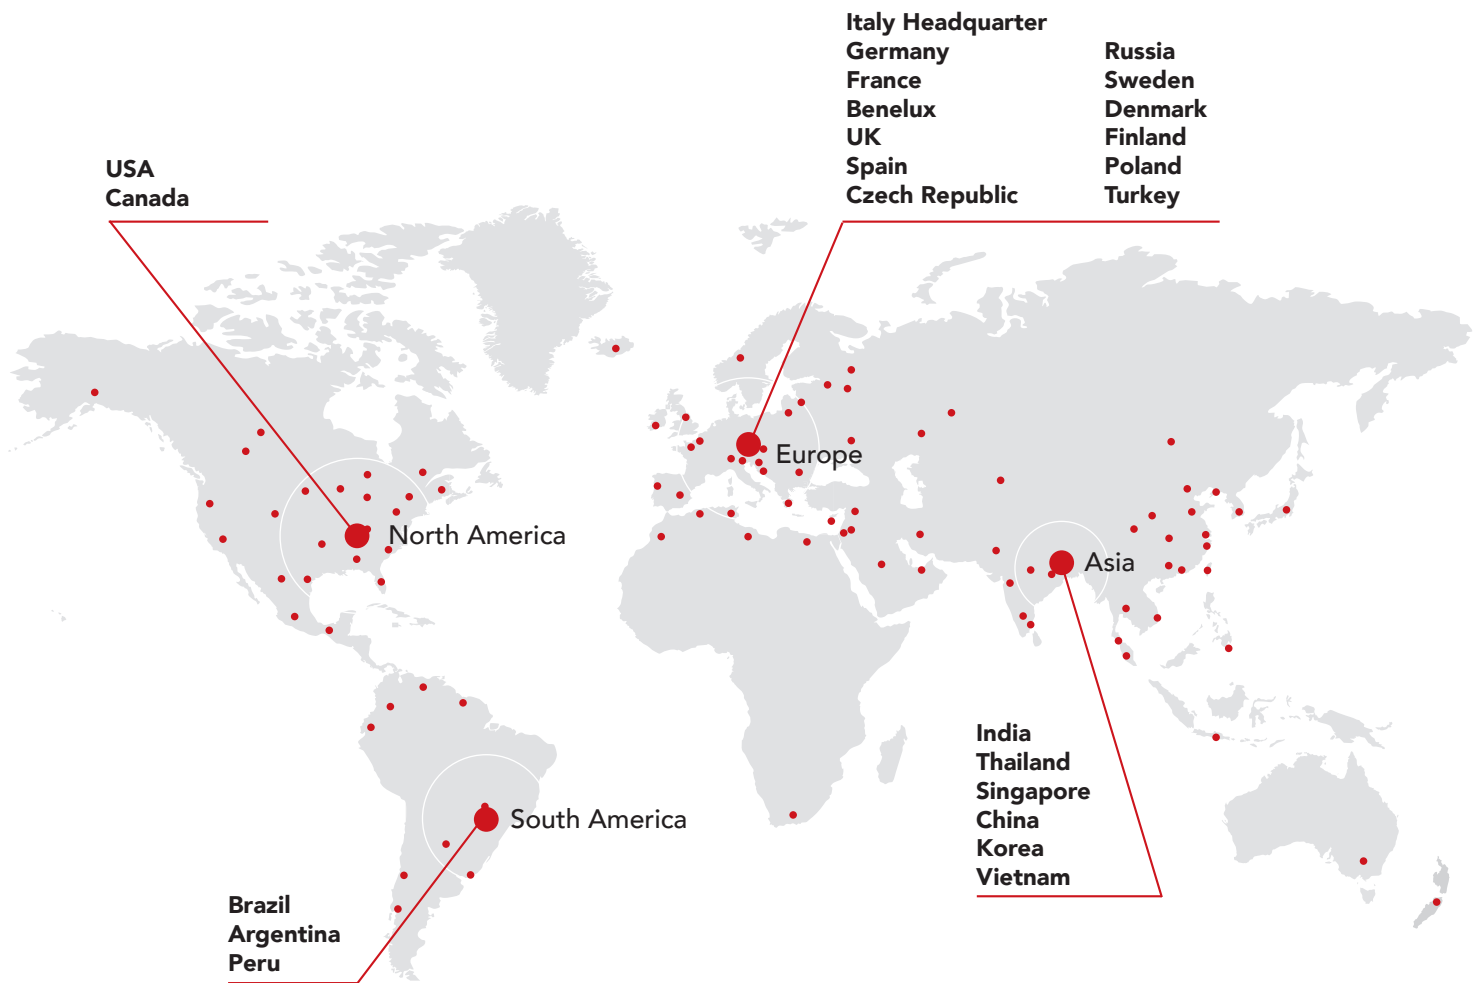 Italy Headquarter
Germany
France
Benelux
UK
Spain
Czech Republic
Russia
Sweden
Denmark
Finland
Poland
Turkey
USA
Canada
Europe
North America
Asia
South America
India
Thailand
Singapore
China
Korea
Vietnam
Brazil
Argentina
Peru